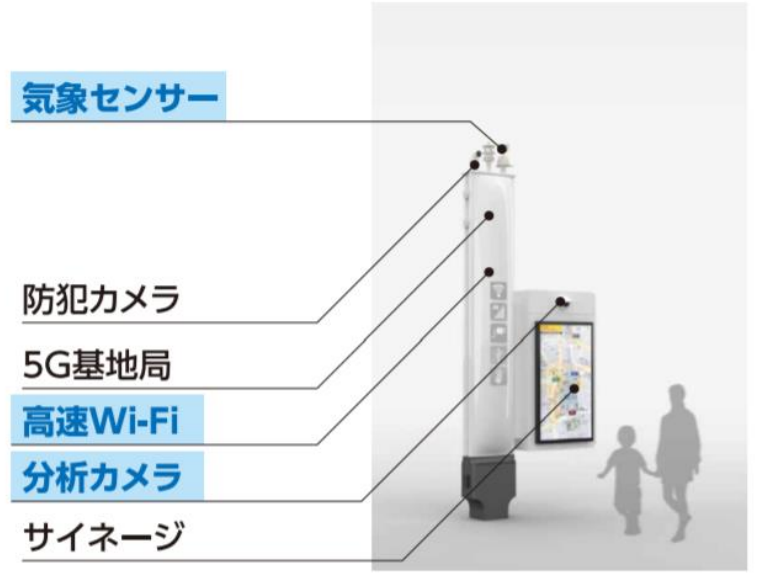 気象センサー
防犯カメラ
5G基地局
高速Wi-Fi
分析カメラ
サイネージ